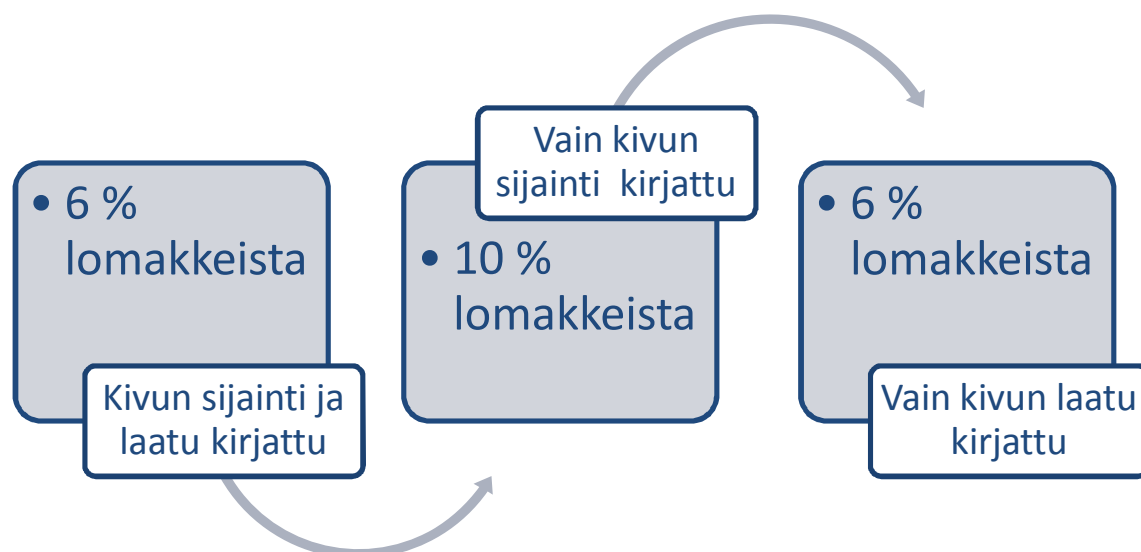 • 6 %
lomakkeista
Kivun sijainti ja
laatu kirjattu
Vain kivun
sijainti kirjattu
• 10 %
lomakkeista
• 6 %
lomakkeista
Vain kivun laatu
kirjattu